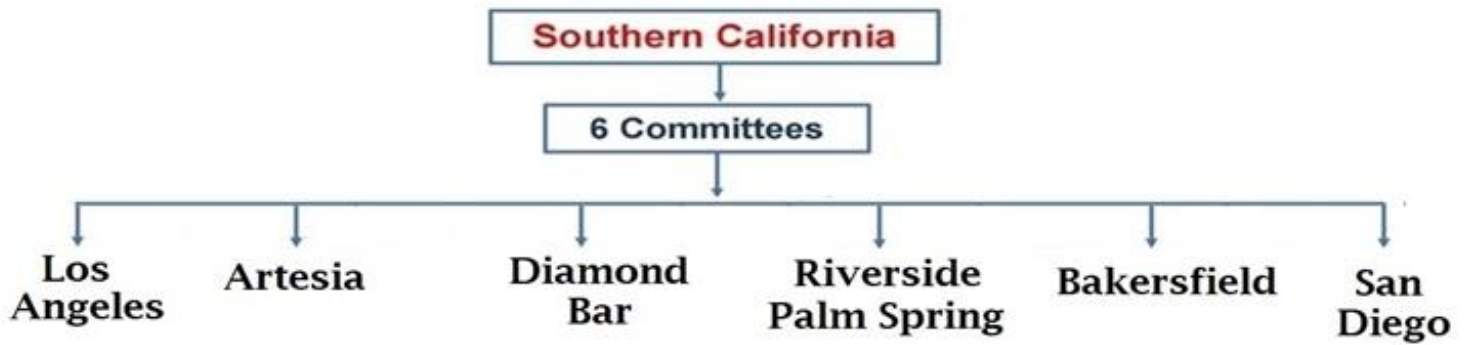 Southern California
6 Committees
Los
Angeles
Artesia
Diamond
Bar
Riverside
Palm Spring
Bakersfield
San
Diego